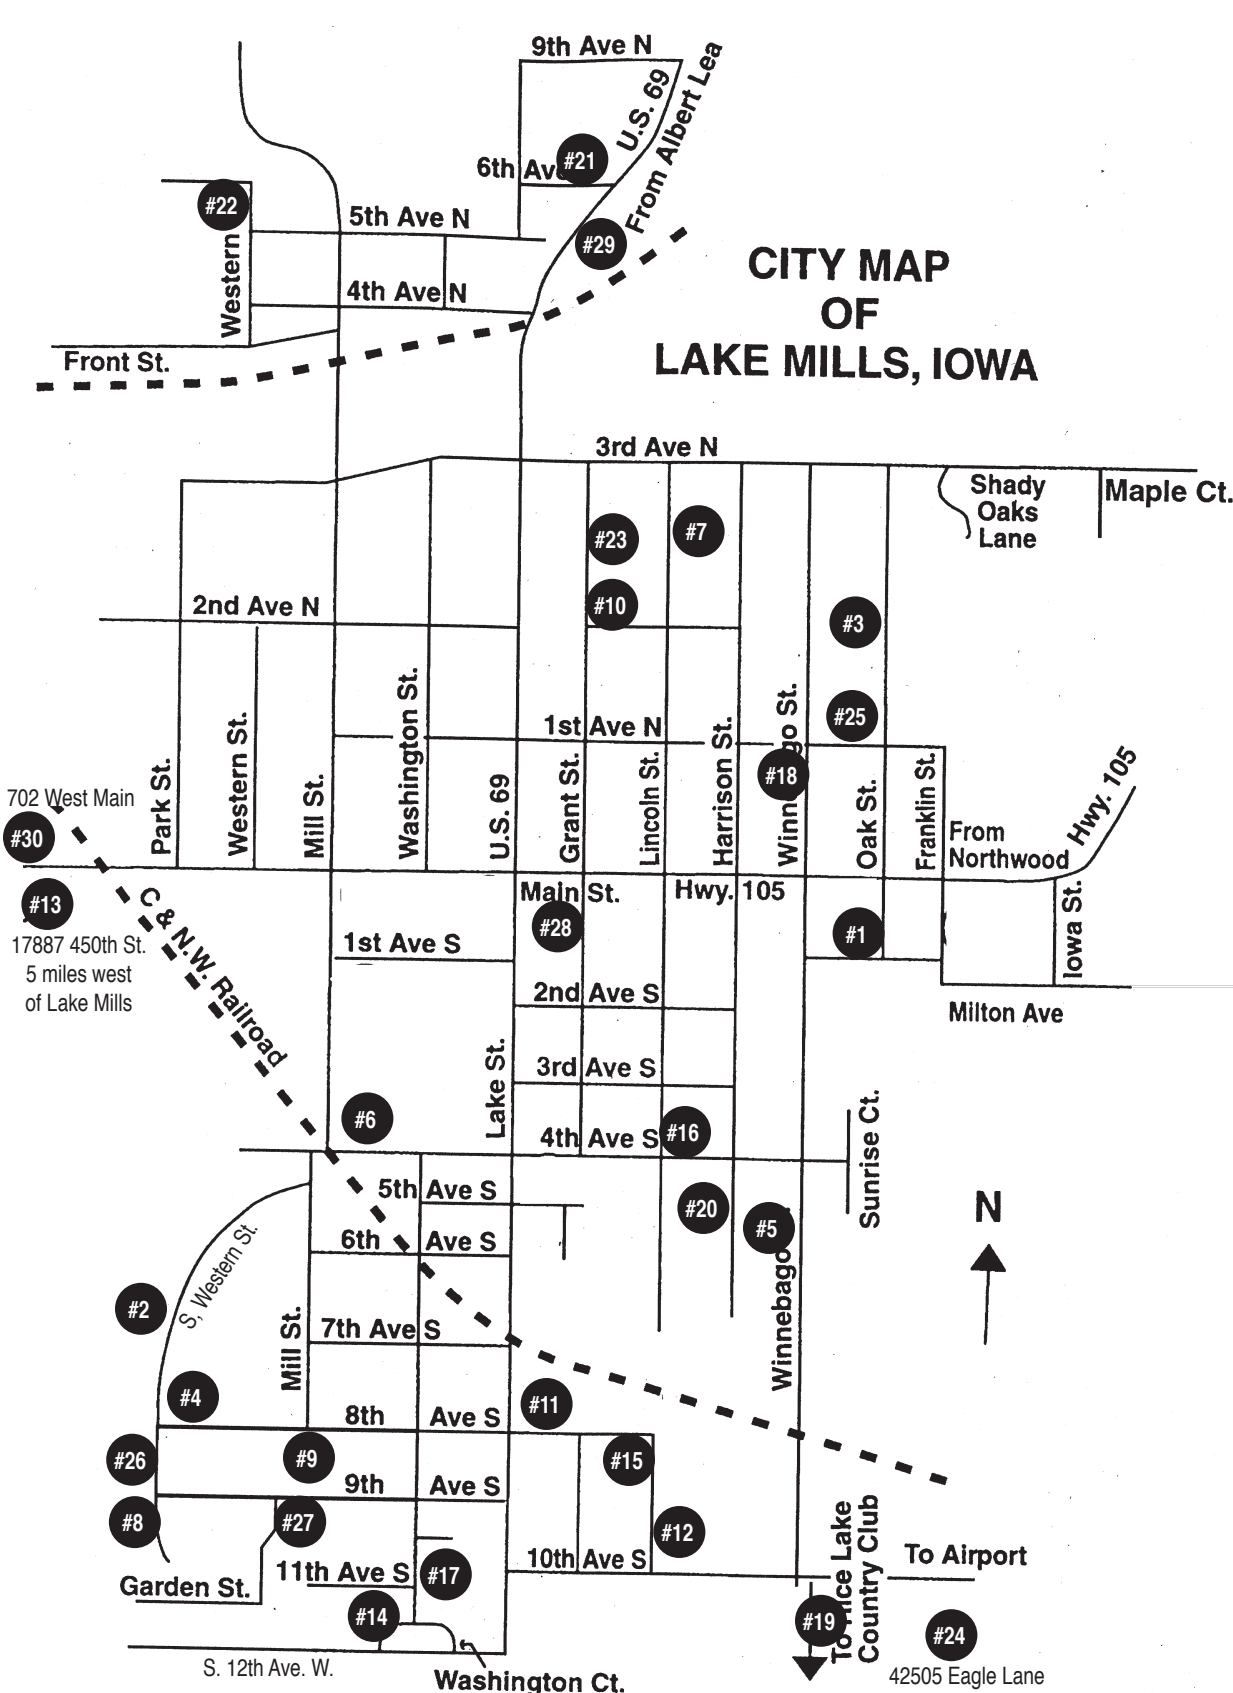 9th Ave N
U.S. 69
From Albert Lea
6th Ave
#21
#22
5th Ave N
#29
Western
4th Ave N
Front St.
CITY MAP
OF
LAKE MILLS, IOWA
3rd Ave N
Shady
Oaks
Lane
Maple Ct.
#23
#7
#10
#3
2nd Ave N
#25
1st Ave N
#18
Park St.
Western St.
Mill St.
Washington St.
U.S. 69
Grant St.
Lincoln St.
Harrison St.
Oak St.
Franklin St.
From
Northwood
Hwy. 105
702 West Main
#30
Main St.
Hwy. 105
#13
17887 450th St.
5 miles west
of Lake Mills
C & N.W. Railroad
#28
#1
Iowa St.
1st Ave S
2nd Ave S
Milton Ave
3rd Ave S
Lake St.
#6
4th Ave S
#16
Sunrise Ct.
5th Ave S
#20
#5
N
6th Ave S
S, Western St.
#2
Mill St.
7th Ave S
Winnebago
#4
#11
8th Ave S
#26
#9
#15
9th Ave S
#8
#27
#12
10th Ave S
To Airport
11th Ave S
#17
Garden St.
#14
To Rice Lake
Country Club
#19
#24
42505 Eagle Lane
S. 12th Ave. W.
Washington Ct.